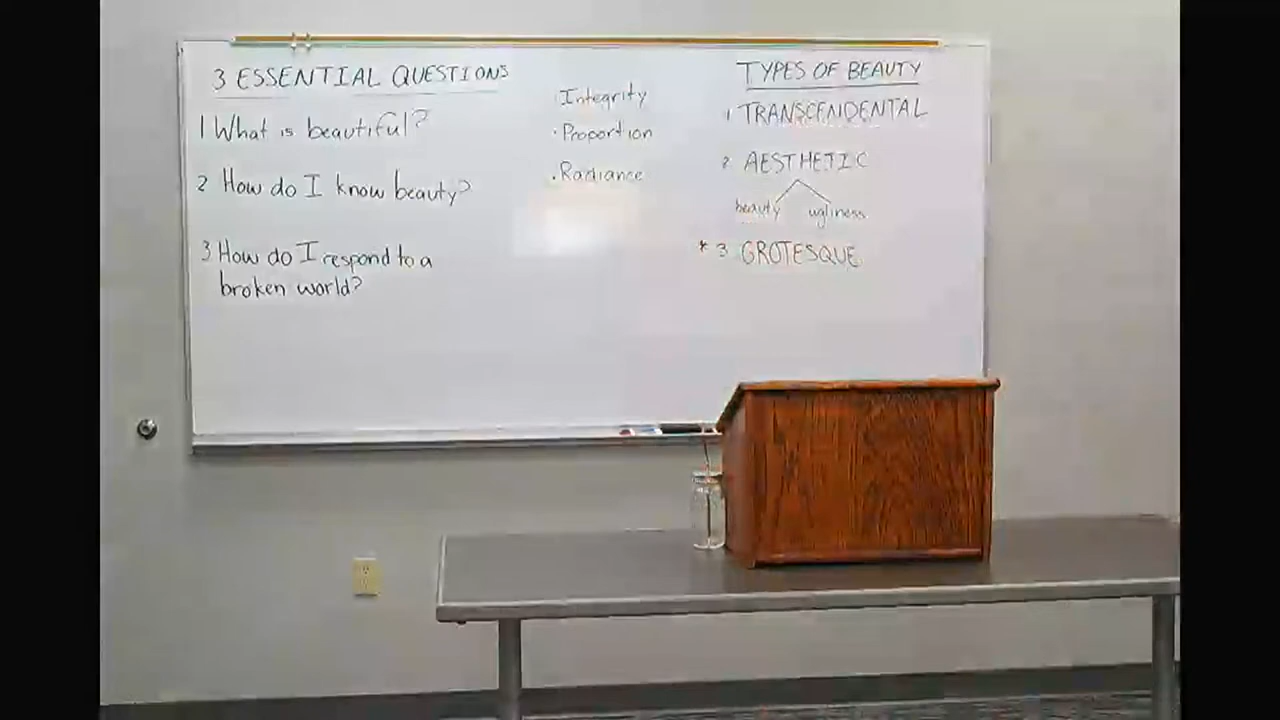 3 ESSENTIAL QUESTIONS
1 What is beautiful?
2 How do I know beauty?
3 How do I respond to a
broken world?
· Integrity
· Proportion
· Radiance
TYPES OF BEAUTY
1 TRANSCENDENTAL
2 AESTHETIC
beauty ugliness
* 3 GROTESQUE